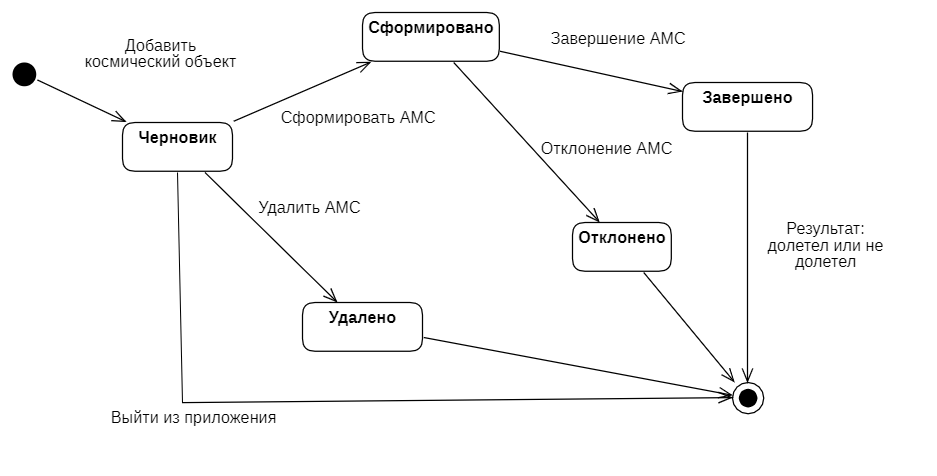 Сформировано
Завершение АМС
Добавить
космический объект
Завершено
Сформировать АМС
Черновик
Отклонение АМС
Удалить АМС
Отклонено
Результат:
долетел или не
долетел
Удалено
Выйти из приложения